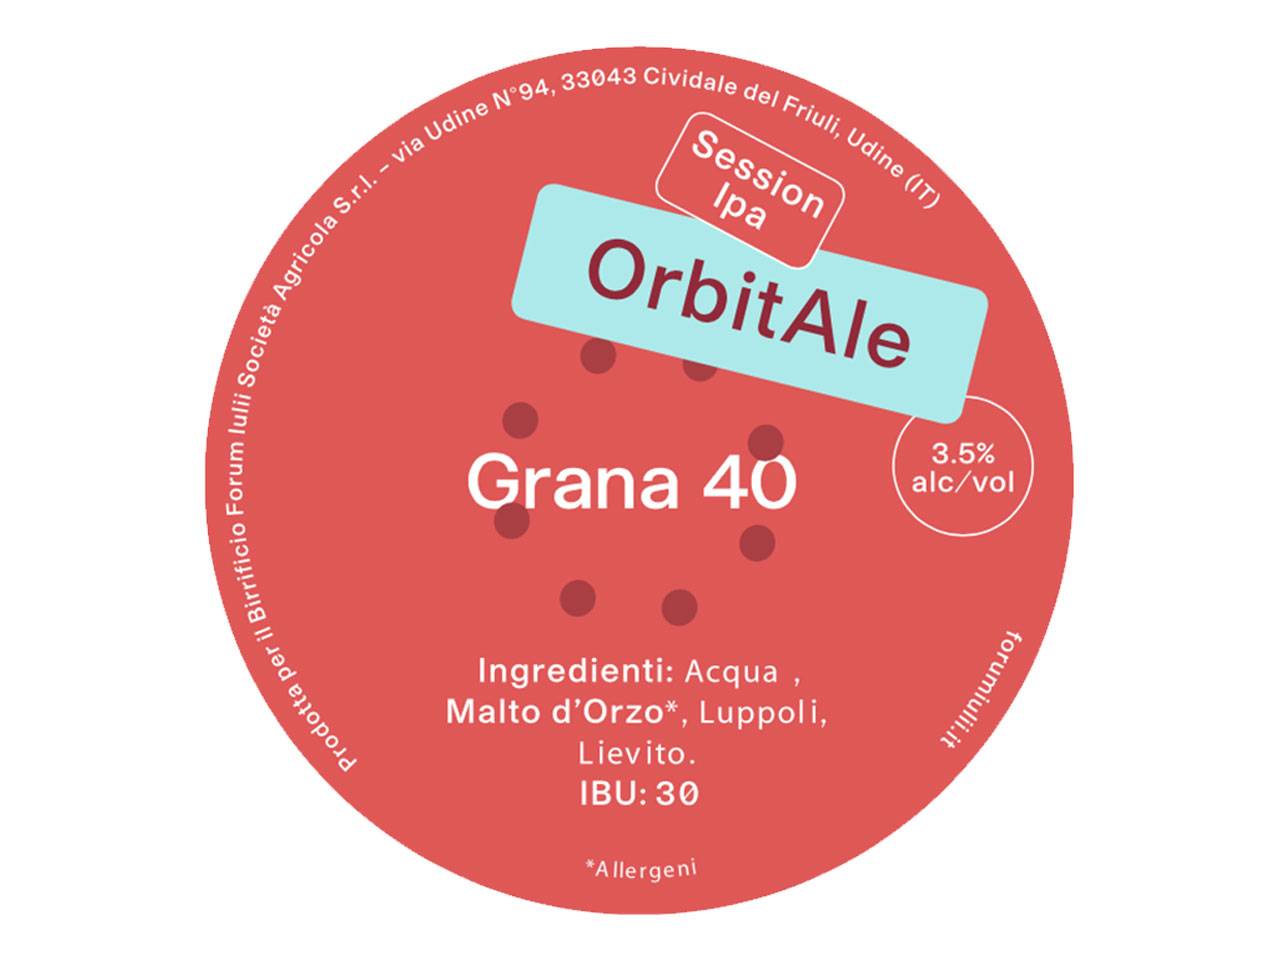 Prodotta per il Birrificio Forum Iulii Società Agricola S.r.l. – via Udine N°94, 33043 Cividale del Friuli, Udine (IT)
Session
Ipa
OrbitAle
3.5%
alc/vol
Grana 40
Ingredienti: Acqua ,
Malto d’Orzo*, Luppoli,
Lievito.
IBU: 30
*Allergeni
forumiulii.it